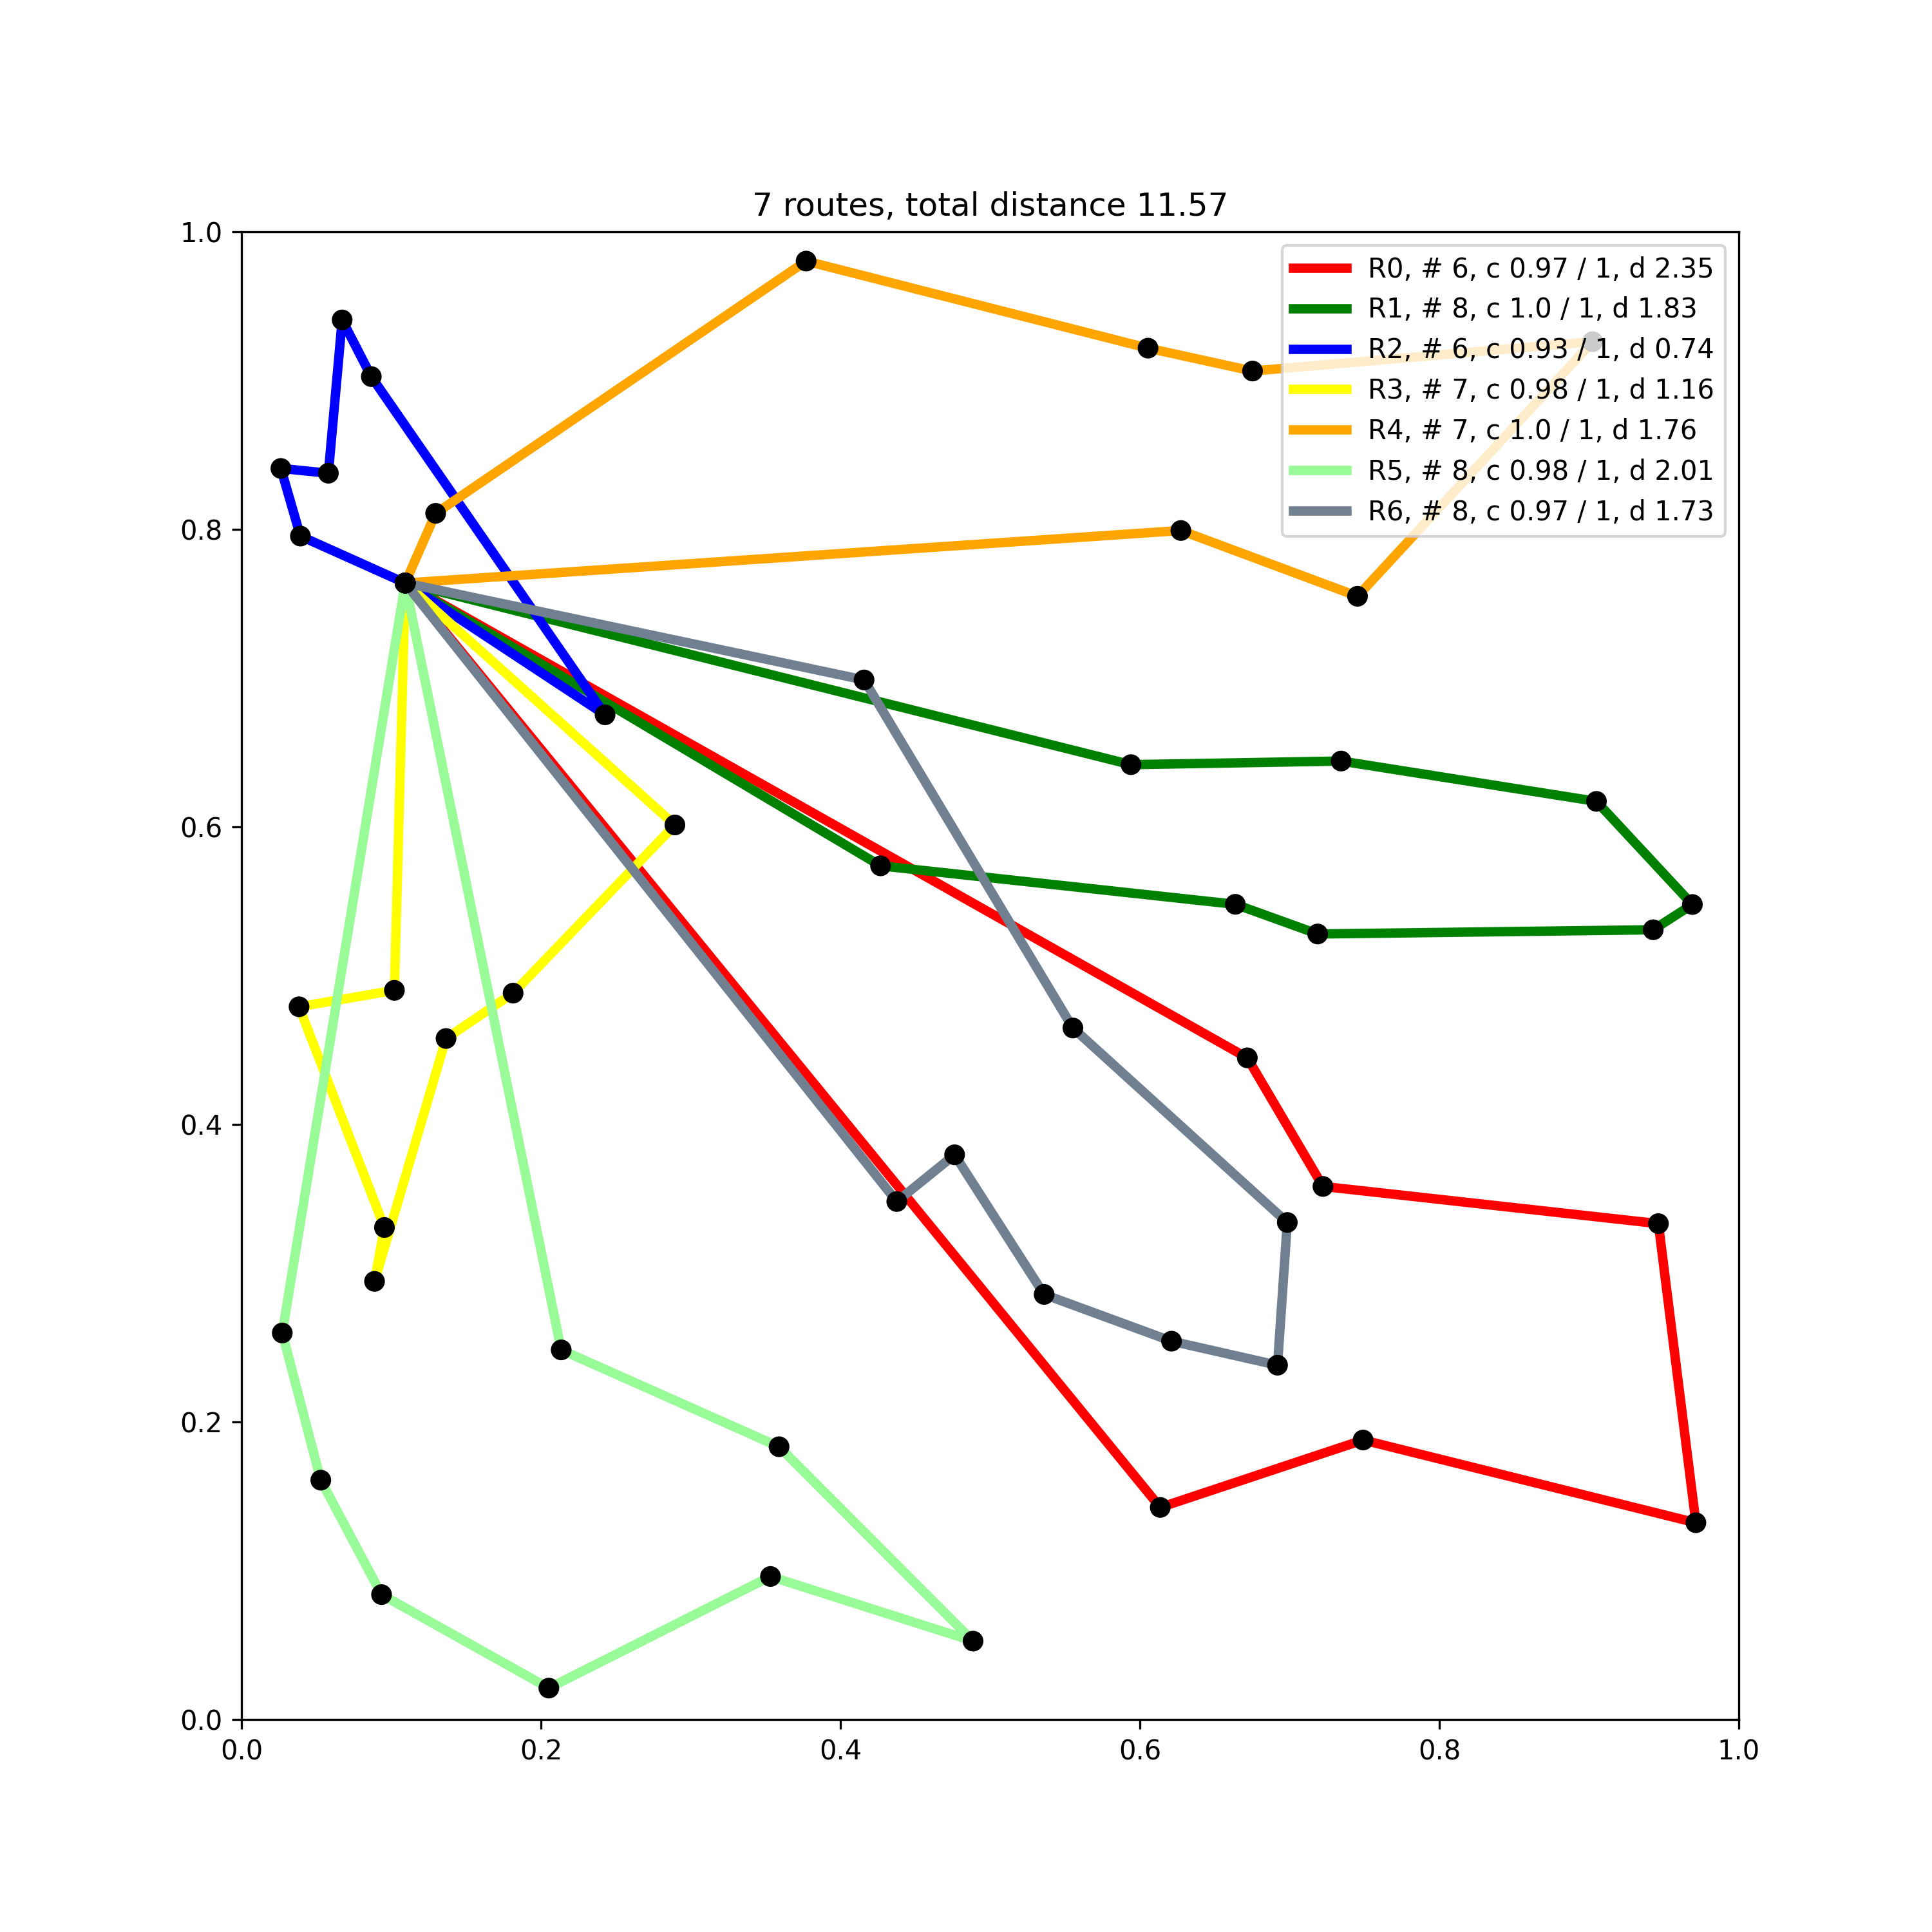 7 routes, total distance 11.57
1.0
0.8
0.6
0.4
0.2
0.0
R0, # 6, c 0.97 / 1, d 2.35
R1, # 8, c 1.0 / 1, d 1.83
R2, # 6, c 0.93 / 1, d 0.74
R3, # 7, c 0.98 / 1, d 1.16
R4, # 7, c 1.0 / 1, d 1.76
R5, # 8, c 0.98 / 1, d 2.01
R6, # 8, c 0.97 / 1, d 1.73
0.0 0.2 0.4 0.6 0.8 1.0